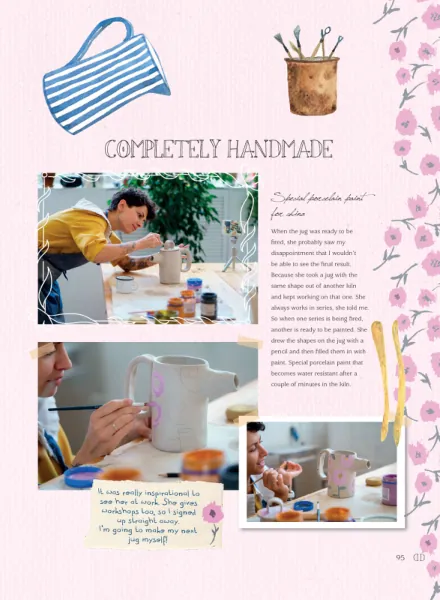 COMPLETELY HANDMADE
Special porcelain paint
for shine
When the jug was ready to be
fired, she probably saw my
disappointment that I wouldn't
be able to see the final result.
Because she took a jug with the
same shape out of another kiln
and kept working on that one. She
always works in series, she told me.
So when one series is being fired,
another is ready to be painted. She
drew the shapes on the jug with a
pencil and then filled them in with
paint. Special porcelain paint that
becomes water resistant after a
couple of minutes in the kiln.
It was really inspirational to
see her at work. She gives
workshops too, so I signed
up straight away.
I'm going to make my next
jug myself!
95